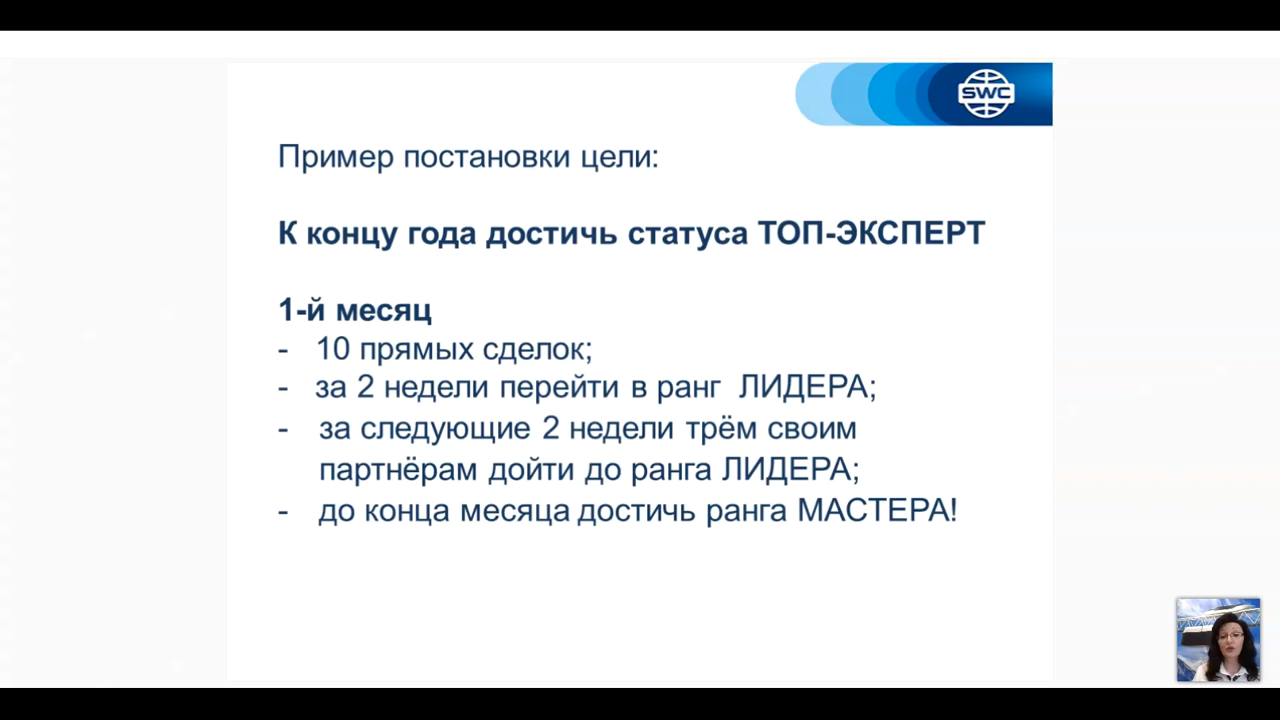 SWC
Пример постановки цели:
К концу года достичь статуса ТОП-ЭКСПЕРТ
1-й месяц
- 10 прямых сделок;
- за 2 недели перейти в ранг ЛИДЕРА;
- за следующие 2 недели трём своим
партнёрам дойти до ранга ЛИДЕРА;
- до конца месяца достичь ранга МАСТЕРА!